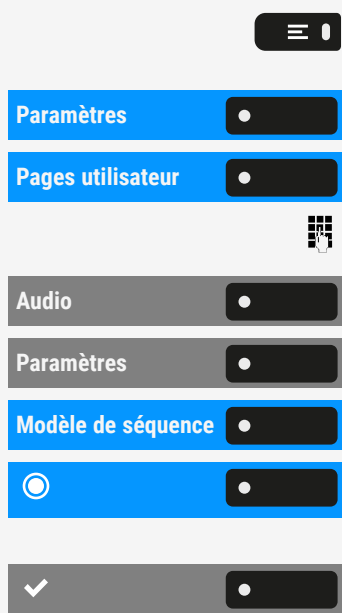 Paramètres
Pages utilisateur
Audio
Paramètres
Modèle de séquence